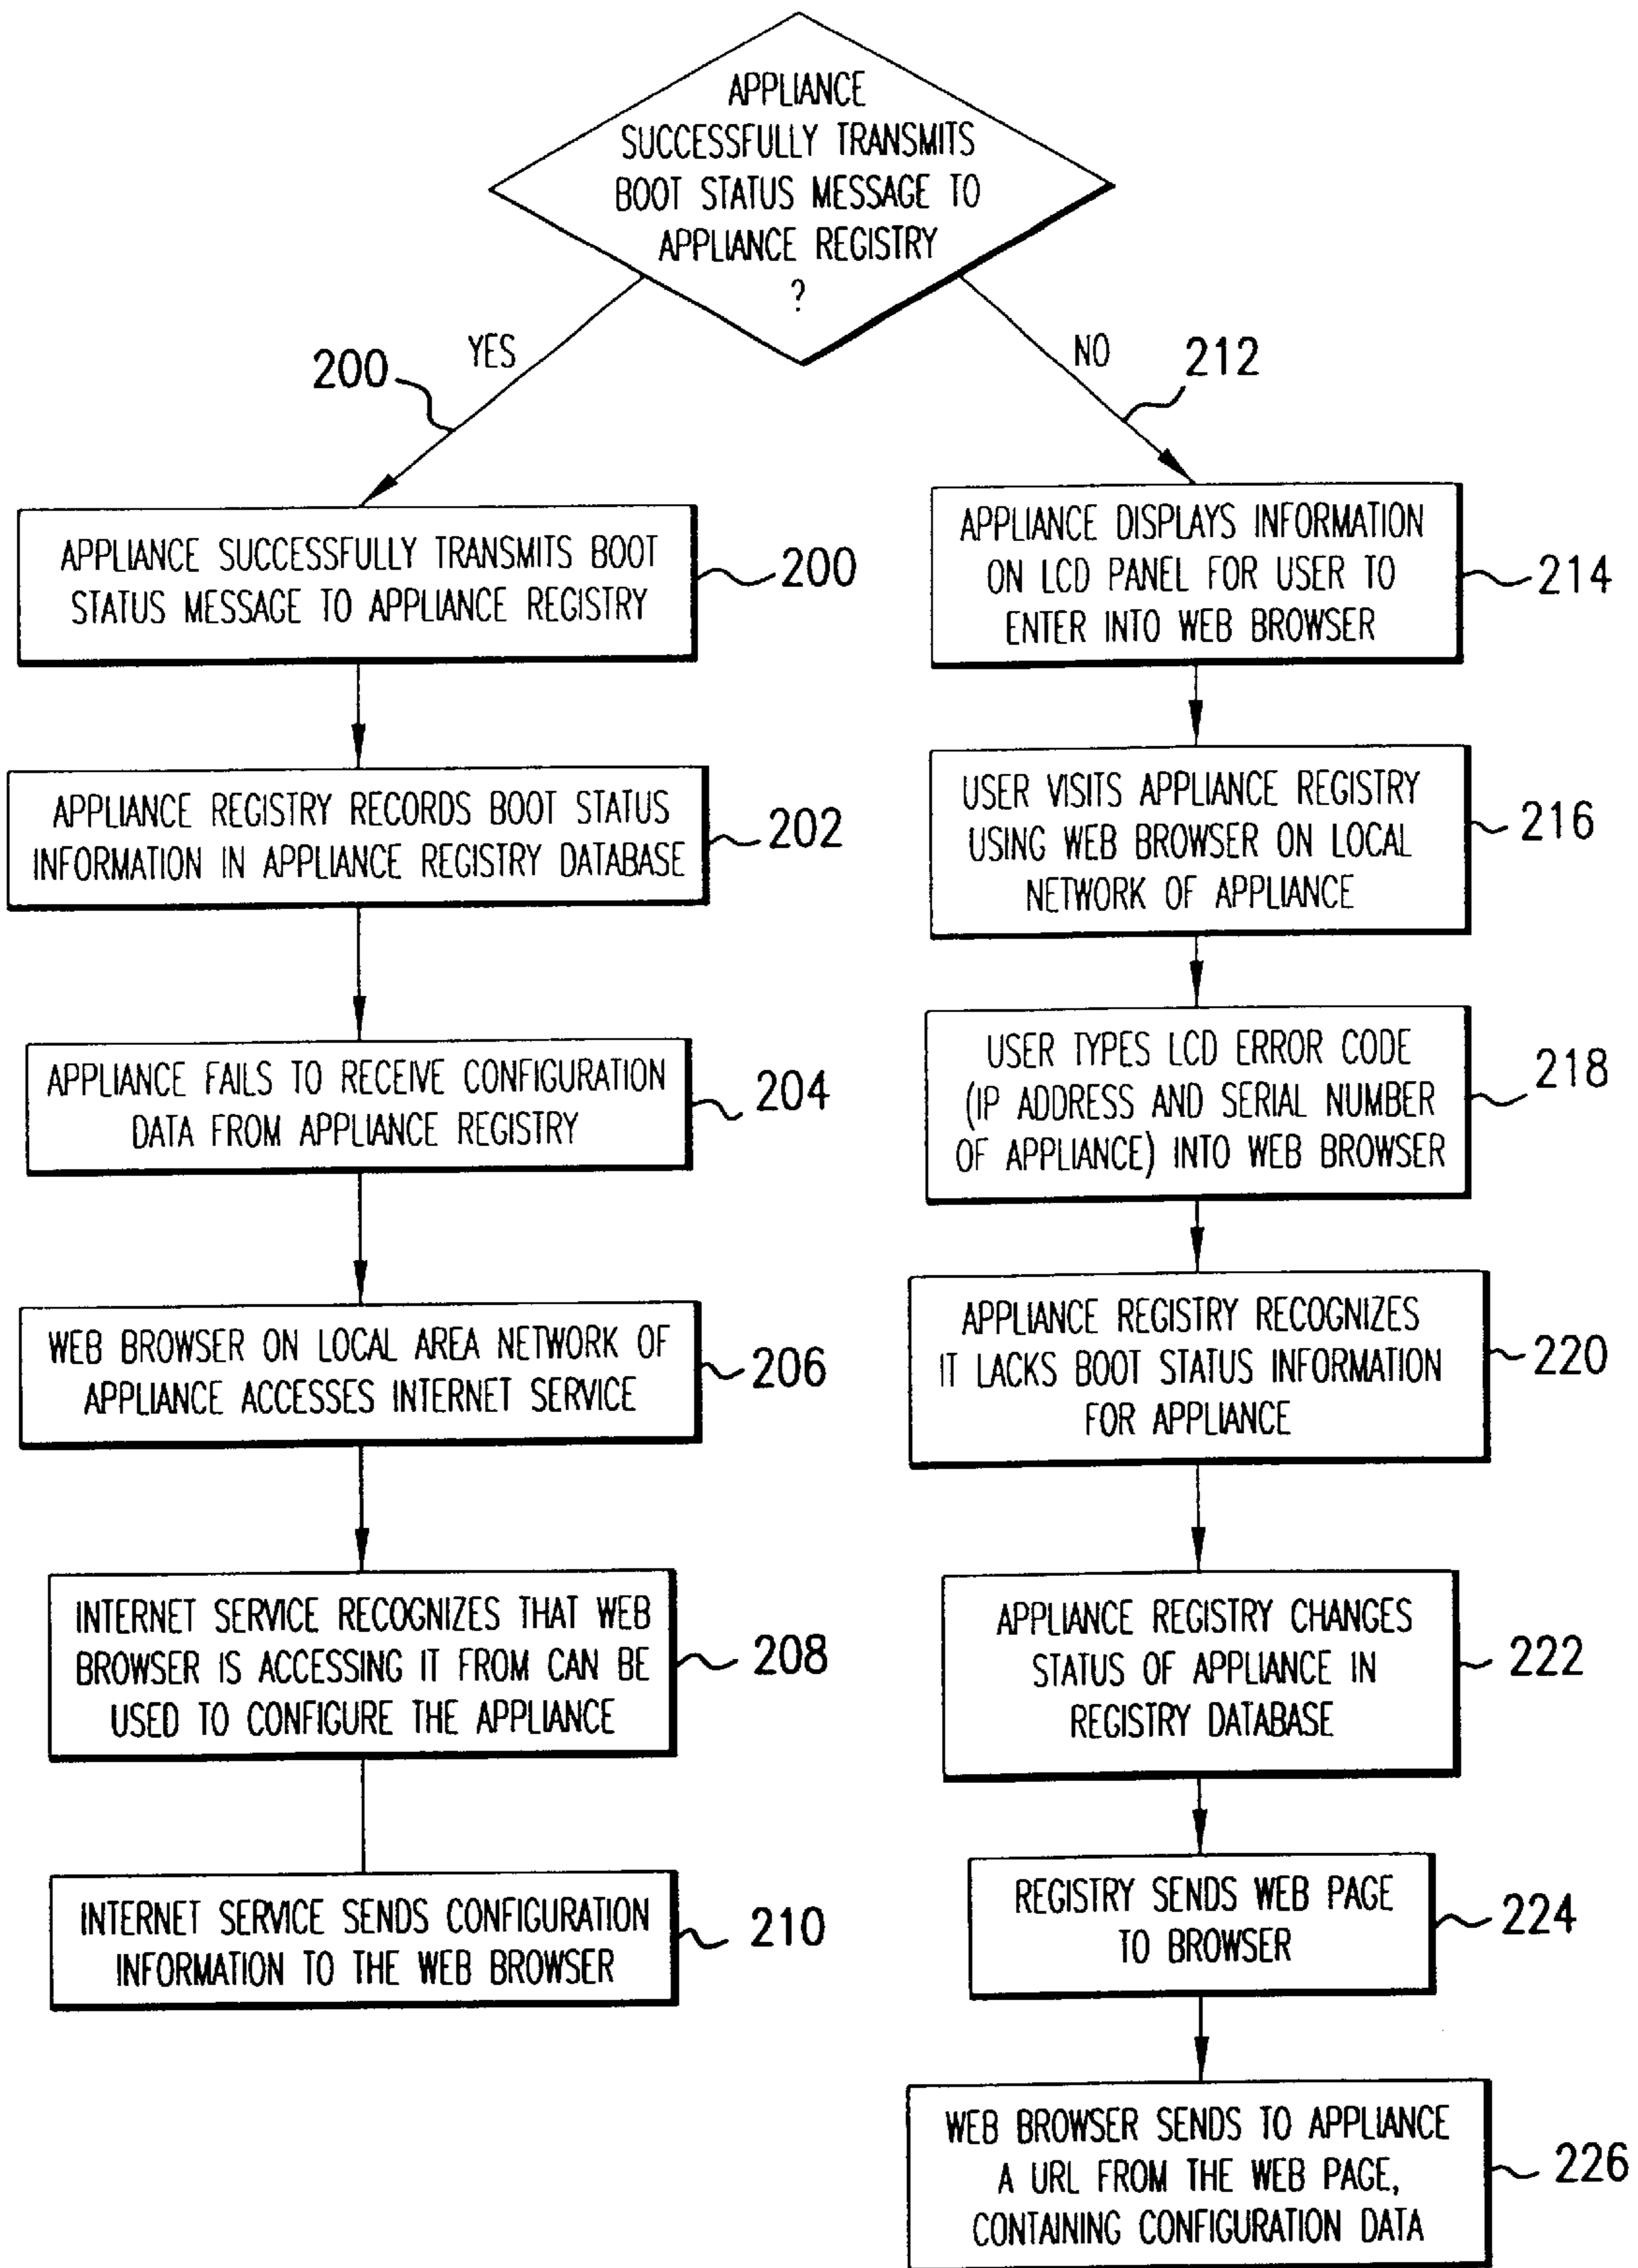 APPLIANCE
SUCCESSFULLY TRANSMITS
BOOT STATUS MESSAGE TO
APPLIANCE REGISTRY
?
YES
200
NO
212
APPLIANCE SUCCESSFULLY TRANSMITS BOOT
STATUS MESSAGE TO APPLIANCE REGISTRY
200
APPLIANCE REGISTRY RECORDS BOOT STATUS
INFORMATION IN APPLIANCE REGISTRY DATABASE
202
APPLIANCE FAILS TO RECEIVE CONFIGURATION
DATA FROM APPLIANCE REGISTRY
204
WEB BROWSER ON LOCAL AREA NETWORK OF
APPLIANCE ACCESSES INTERNET SERVICE
206
INTERNET SERVICE RECOGNIZES THAT WEB
BROWSER IS ACCESSING IT FROM CAN BE
USED TO CONFIGURE THE APPLIANCE
208
INTERNET SERVICE SENDS CONFIGURATION
INFORMATION TO THE WEB BROWSER
210
APPLIANCE DISPLAYS INFORMATION
ON LCD PANEL FOR USER TO
ENTER INTO WEB BROWSER
214
USER VISITS APPLIANCE REGISTRY
USING WEB BROWSER ON LOCAL
NETWORK OF APPLIANCE
216
USER TYPES LCD ERROR CODE
(IP ADDRESS AND SERIAL NUMBER
OF APPLIANCE) INTO WEB BROWSER
218
APPLIANCE REGISTRY RECOGNIZES
IT LACKS BOOT STATUS INFORMATION
FOR APPLIANCE
220
APPLIANCE REGISTRY CHANGES
STATUS OF APPLIANCE IN
REGISTRY DATABASE
222
REGISTRY SENDS WEB PAGE
TO BROWSER
224
WEB BROWSER SENDS TO APPLIANCE
A URL FROM THE WEB PAGE,
CONTAINING CONFIGURATION DATA
226